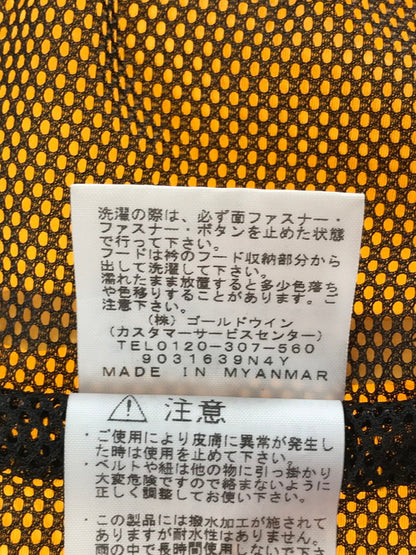 洗濯の際は、必ず面ファスナー・
ファスナー・ボタンを止めた状態
で行って下さい。
フードは衿のフード収納部分から
出して洗濯して下さい。
濡れたまま放置すると多少色落ち
や色移りすることがあります。ご
注意下さい。
(株)ゴールドウイン
(カスタマーサービスセンター)
TEL0120-307-560
9031639N4Y
MADE IN MYANMAR
⚠ 注意
・ご使用により皮膚に異常が発生し
た時は使用を止めて下さい。
・ベルトや紐は他の物に引っ掛かり
大変危険ですので絡まないように
正しく調整してお使い下さい。
・この製品には撥水加工が施されて
ありますが耐水性はありません。
雨の中で長時間使用し